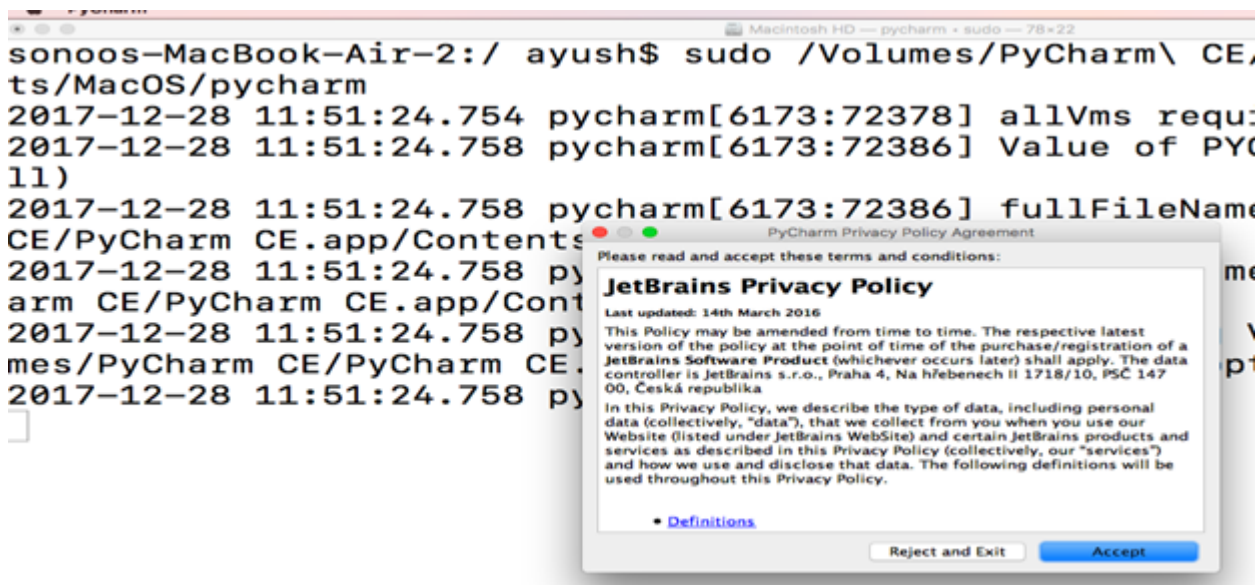 PyCharm
Macintosh HD — pycharm • sudo — 78×22
sonoos-MacBook-Air-2:/ ayush$ sudo /Volumes/PyCharm\ CE/
ts/MacOS/pycharm
2017-12-28 11:51:24.754 pycharm[6173:72378] allVms requi
2017-12-28 11:51:24.758 pycharm[6173:72386] Value of PYC
ll)
2017-12-28 11:51:24.758 pycharm[6173:72386] fullFileName
CE/PyCharm CE.app/Contents
2017-12-28 11:51:24.758 py me
arm CE/PyCharm CE.app/Cont
2017-12-28 11:51:24.758 py V
mes/PyCharm CE/PyCharm CE. pt
2017-12-28 11:51:24.758 py
PyCharm Privacy Policy Agreement
Please read and accept these terms and conditions:
JetBrains Privacy Policy
Last updated: 14th March 2016
This Policy may be amended from time to time. The respective latest
version of the policy at the point of time of the purchase/registration of a
JetBrains Software Product (whichever occurs later) shall apply. The data
controller is JetBrains s.r.o., Praha 4, Na hřebenech II 1718/10, PSČ 147
00, Česká republika
In this Privacy Policy, we describe the type of data, including personal
data (collectively, "data"), that we collect from you when you use our
Website (listed under JetBrains WebSite) and certain JetBrains products and
services as described in this Privacy Policy (collectively, our "services")
and how we use and disclose that data. The following definitions will be
used throughout this Privacy Policy.
• Definitions
Reject and Exit Accept